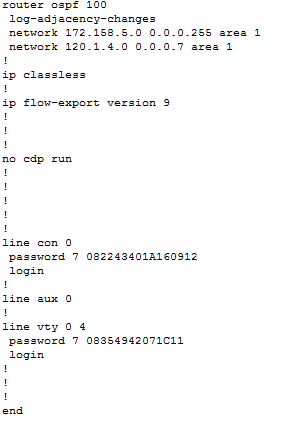 router ospf 100
 log-adjacency-changes
 network 172.158.5.0 0.0.0.255 area 1
 network 120.1.4.0 0.0.0.7 area 1
!
ip classless
!
ip flow-export version 9
!
!
!
no cdp run
!
!
!
!
!
line con 0
 password 7 082243401A160912
 login
!
line aux 0
!
line vty 0 4
 password 7 08354942071C11
 login
!
!
!
end